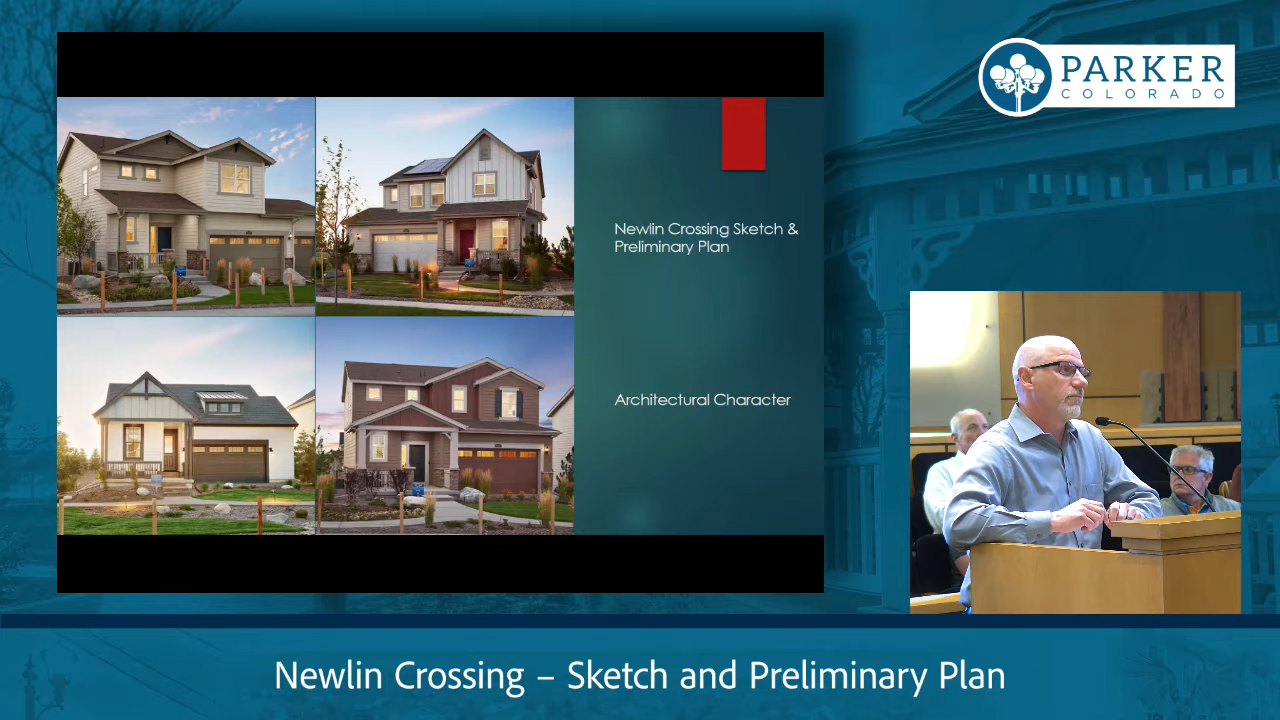 PARKER
COLORADO
Newlin Crossing Sketch &
Preliminary Plan
Architectural Character
Newlin Crossing – Sketch and Preliminary Plan